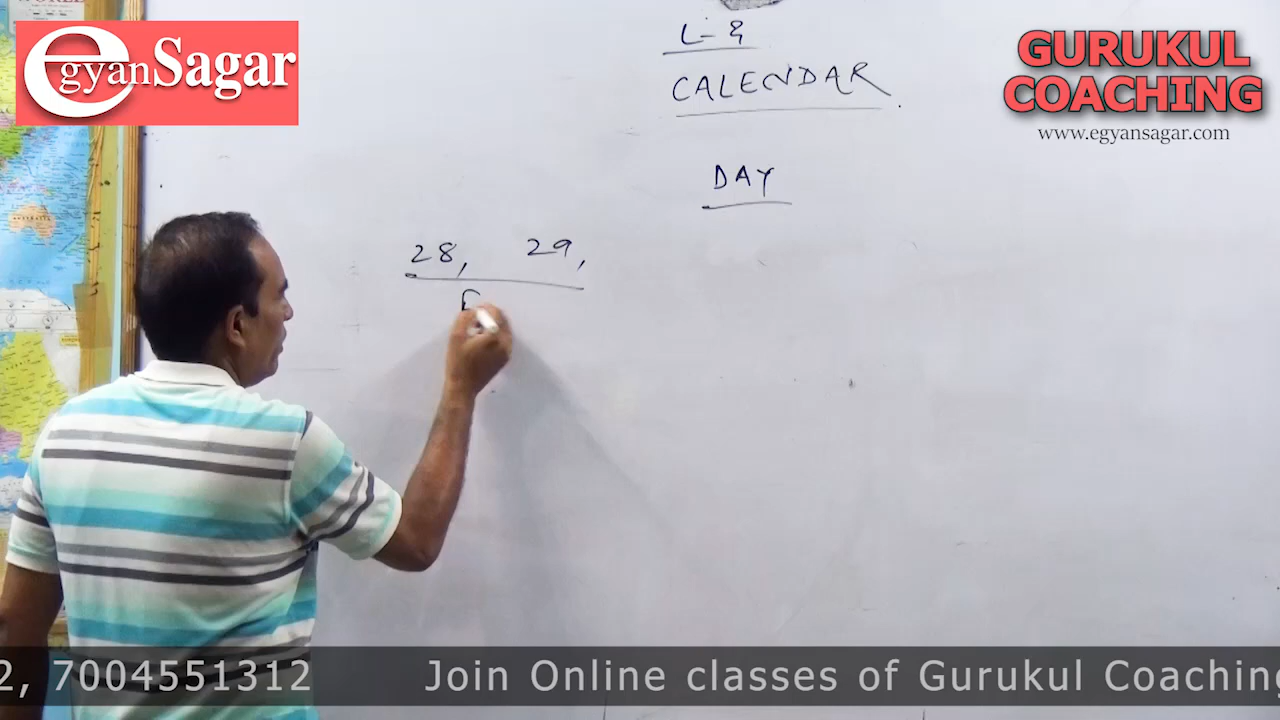 egyanSagar
GURUKUL
COACHING
www.egyansagar.com
L-8
CALENDAR
DAY
28, 29,
F
2, 7004551312 Join Online classes of Gurukul Coaching
AUSTRALIA